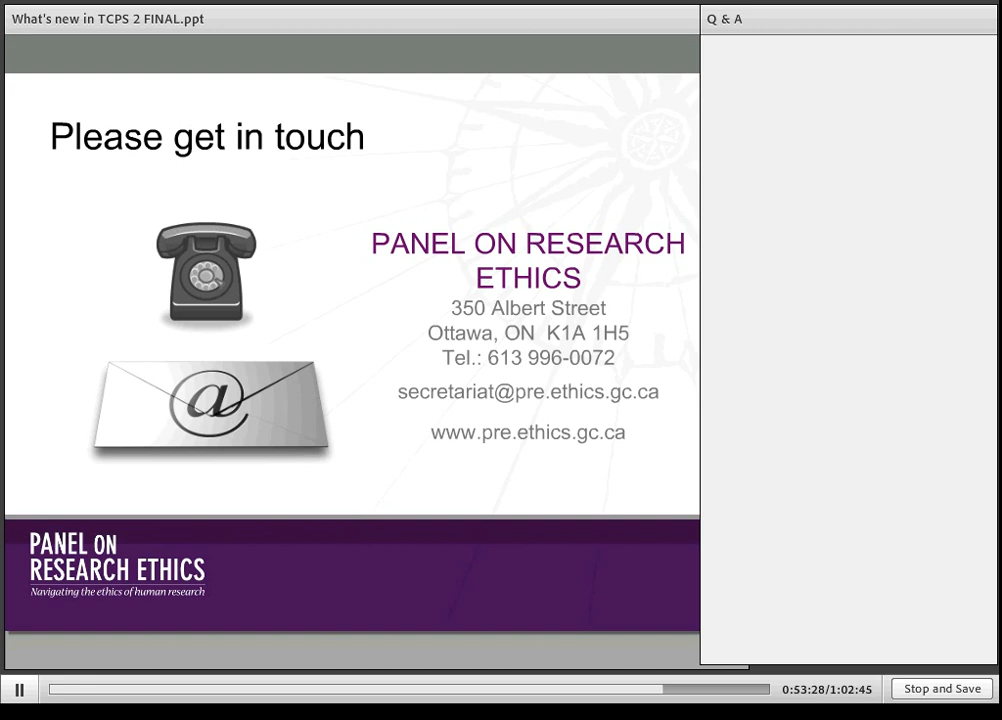 What's new in TCPS 2 FINAL.ppt
Q & A
Please get in touch
PANEL ON RESEARCH
ETHICS
350 Albert Street
Ottawa, ON  K1A 1H5
Tel.: 613 996-0072
secretariat@pre.ethics.gc.ca
www.pre.ethics.gc.ca
@
PANEL ON
RESEARCH ETHICS
Navigating the ethics of human research
0:53:28/1:02:45
Stop and Save